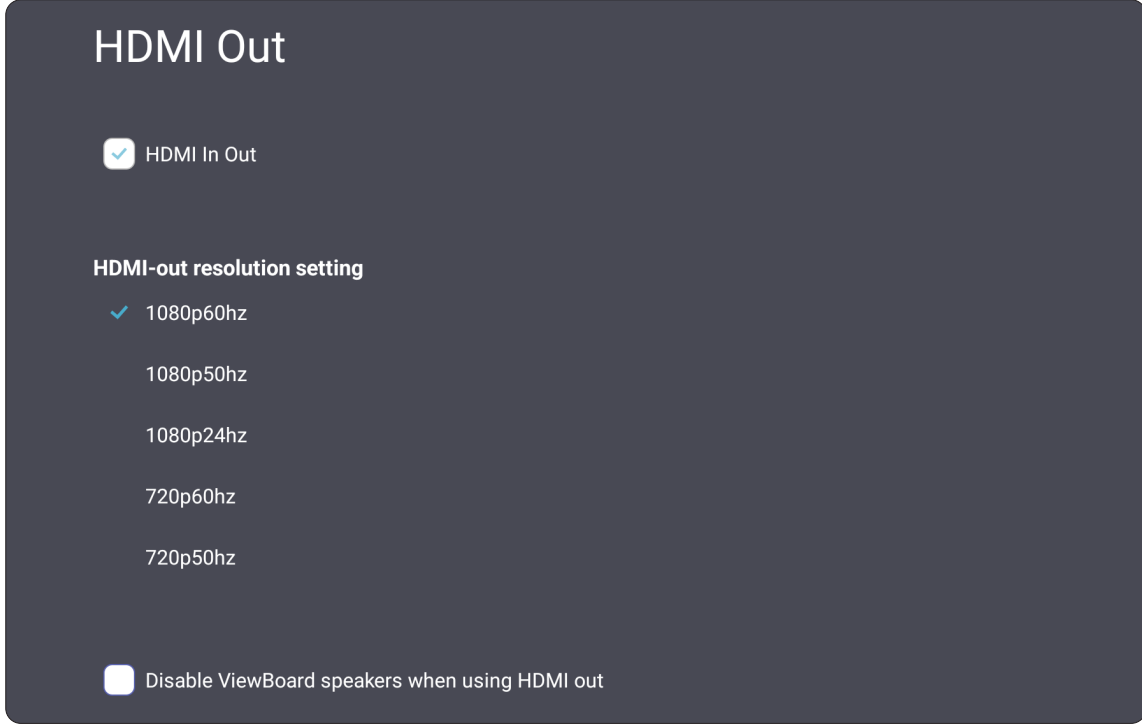 HDMI Out
HDMI In Out
HDMI-out resolution setting
1080p60hz
1080p50hz
1080p24hz
720p60hz
720p50hz
Disable ViewBoard speakers when using HDMI out